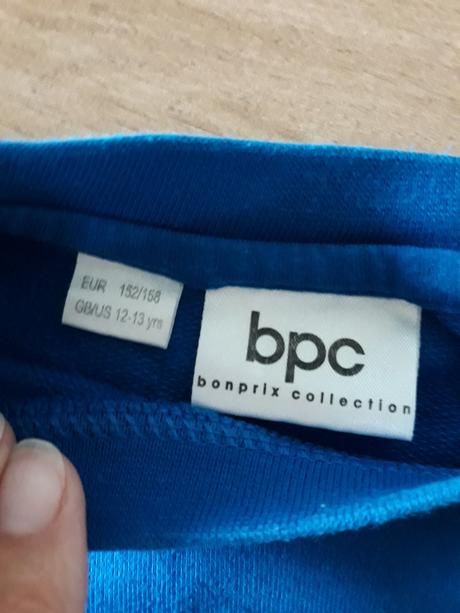 EUR 152/158
GB/US 12-13 yrs
bpc
bonprix collection